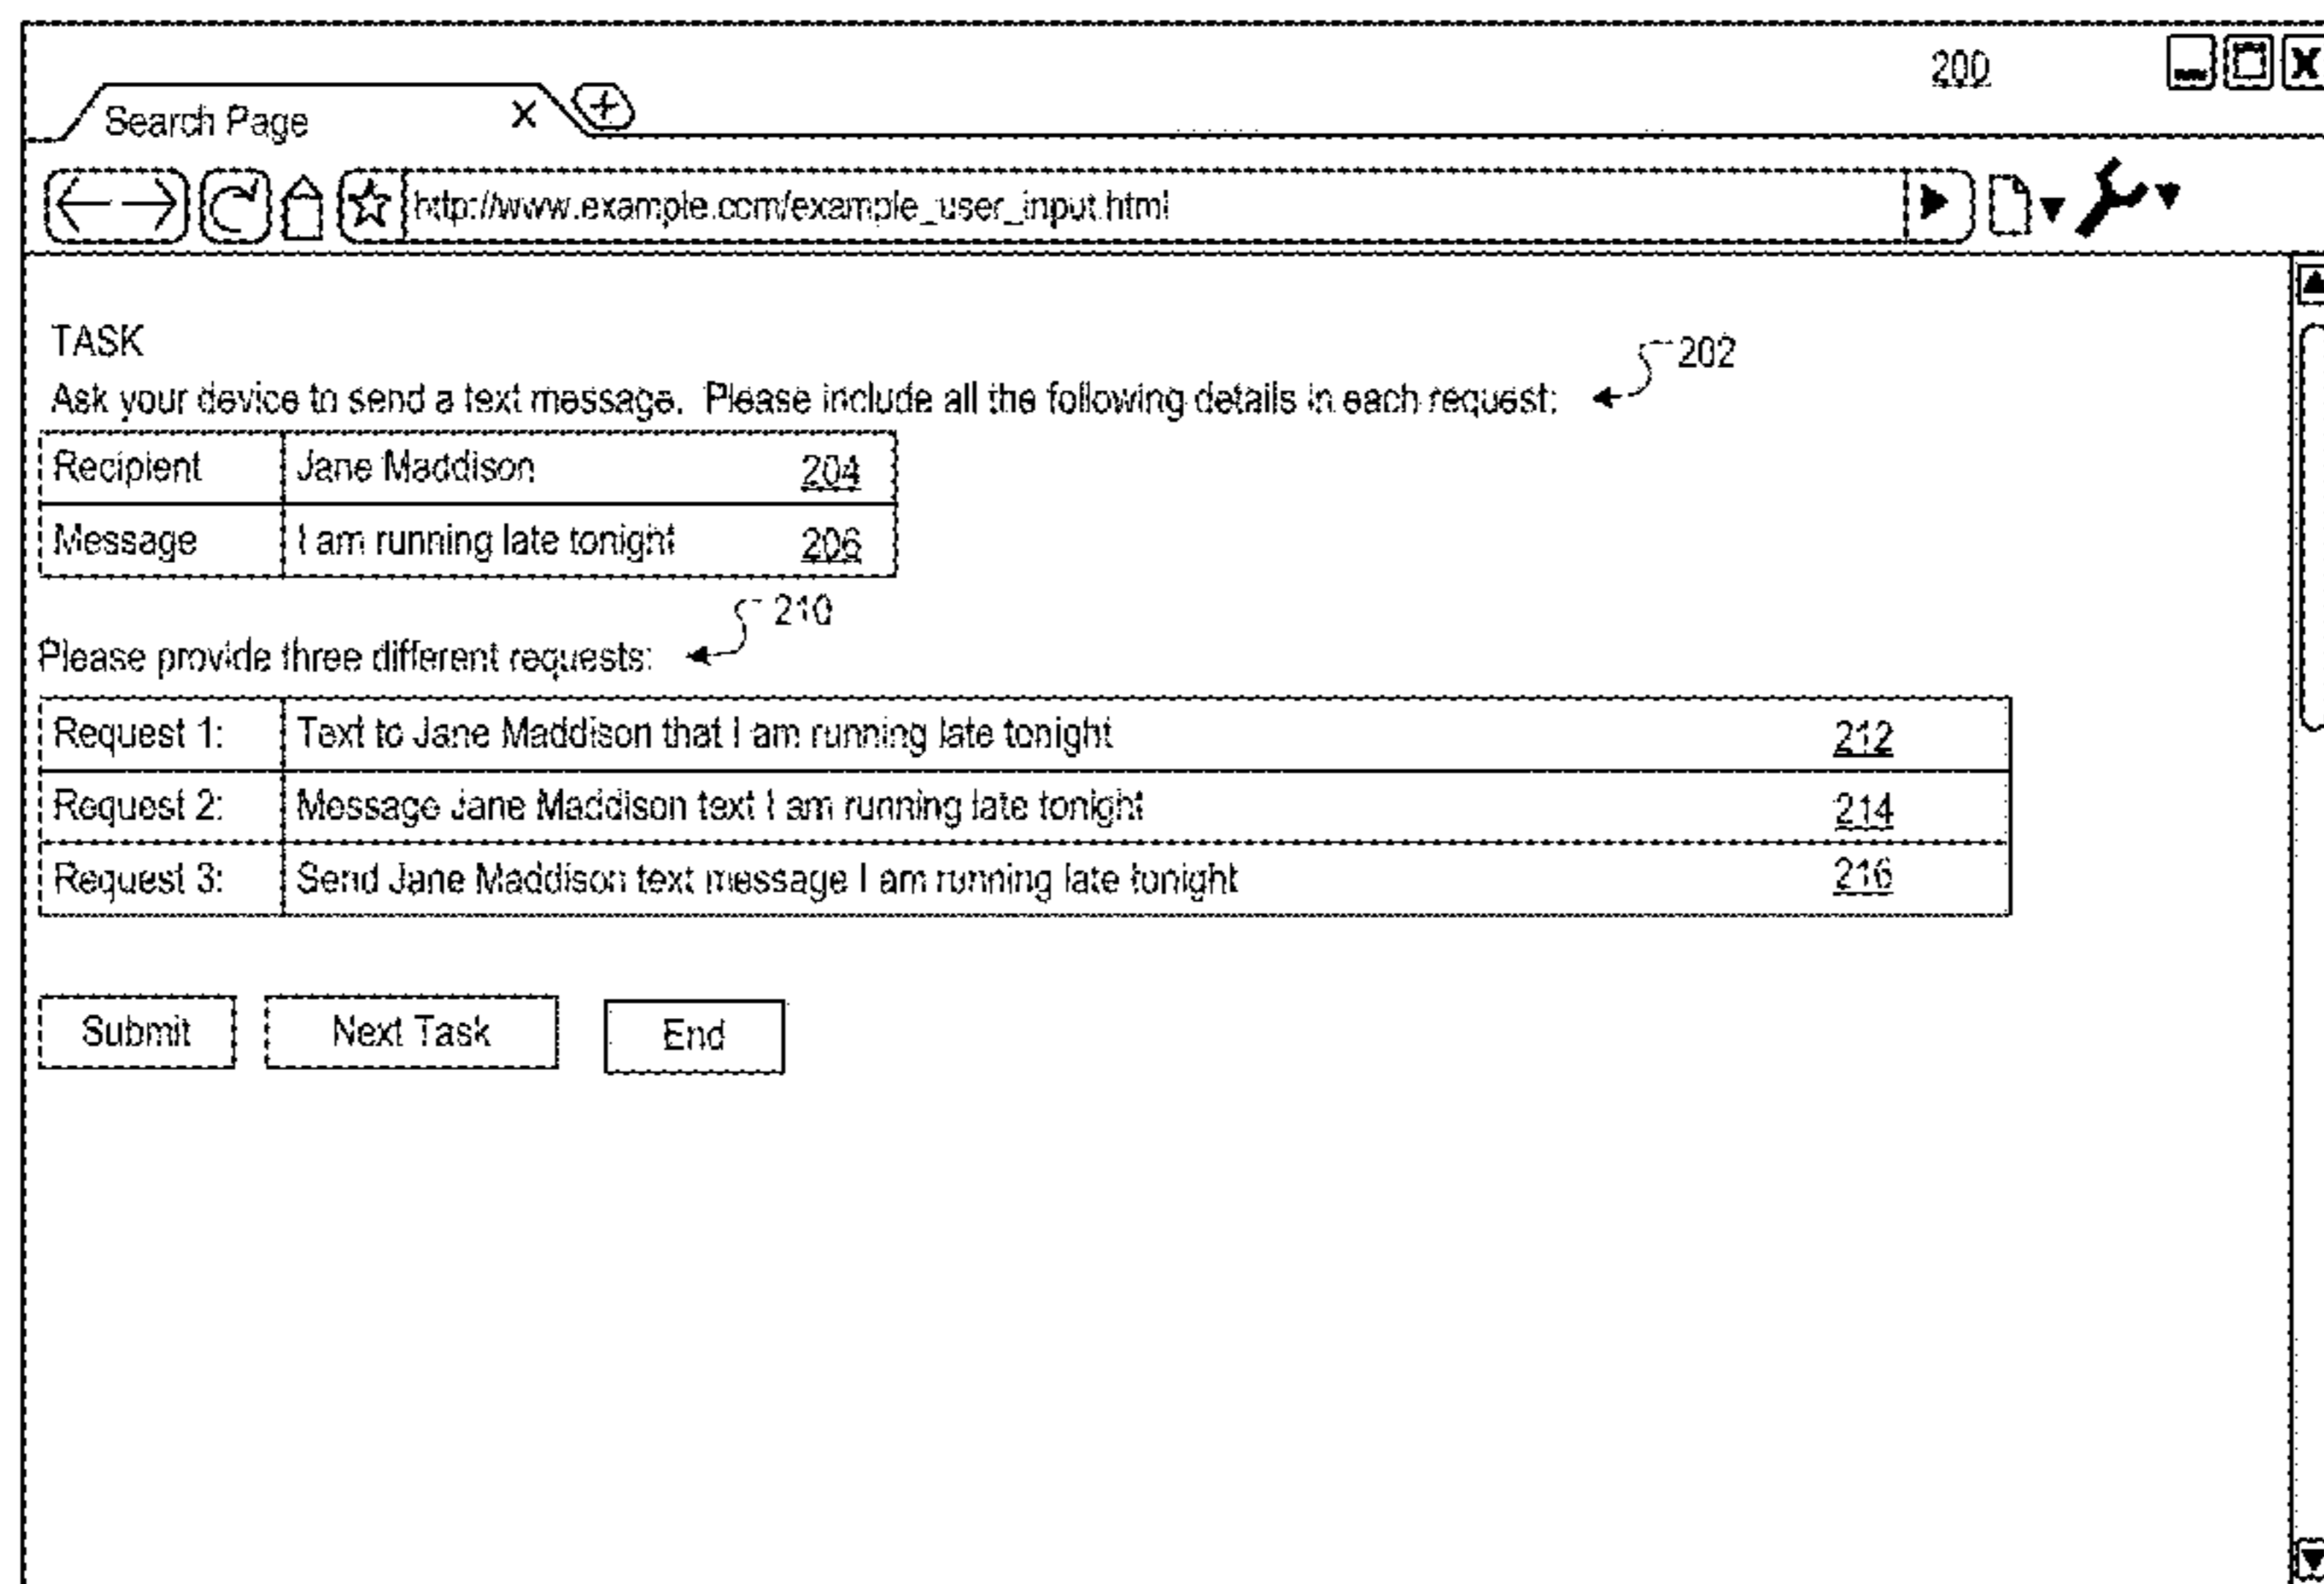 200
Search Page
http://www.example.com/example_user_input.html
TASK
202
Ask your device to send a text message. Please include all the following details in each request:
Recipient Jane Maddison 204
Message I am running late tonight 206
210
Please provide three different requests:
Request 1: Text to Jane Maddison that I am running late tonight 212
Request 2: Message Jane Maddison text I am running late tonight 214
Request 3: Send Jane Maddison text message I am running late tonight 216
Submit Next Task End